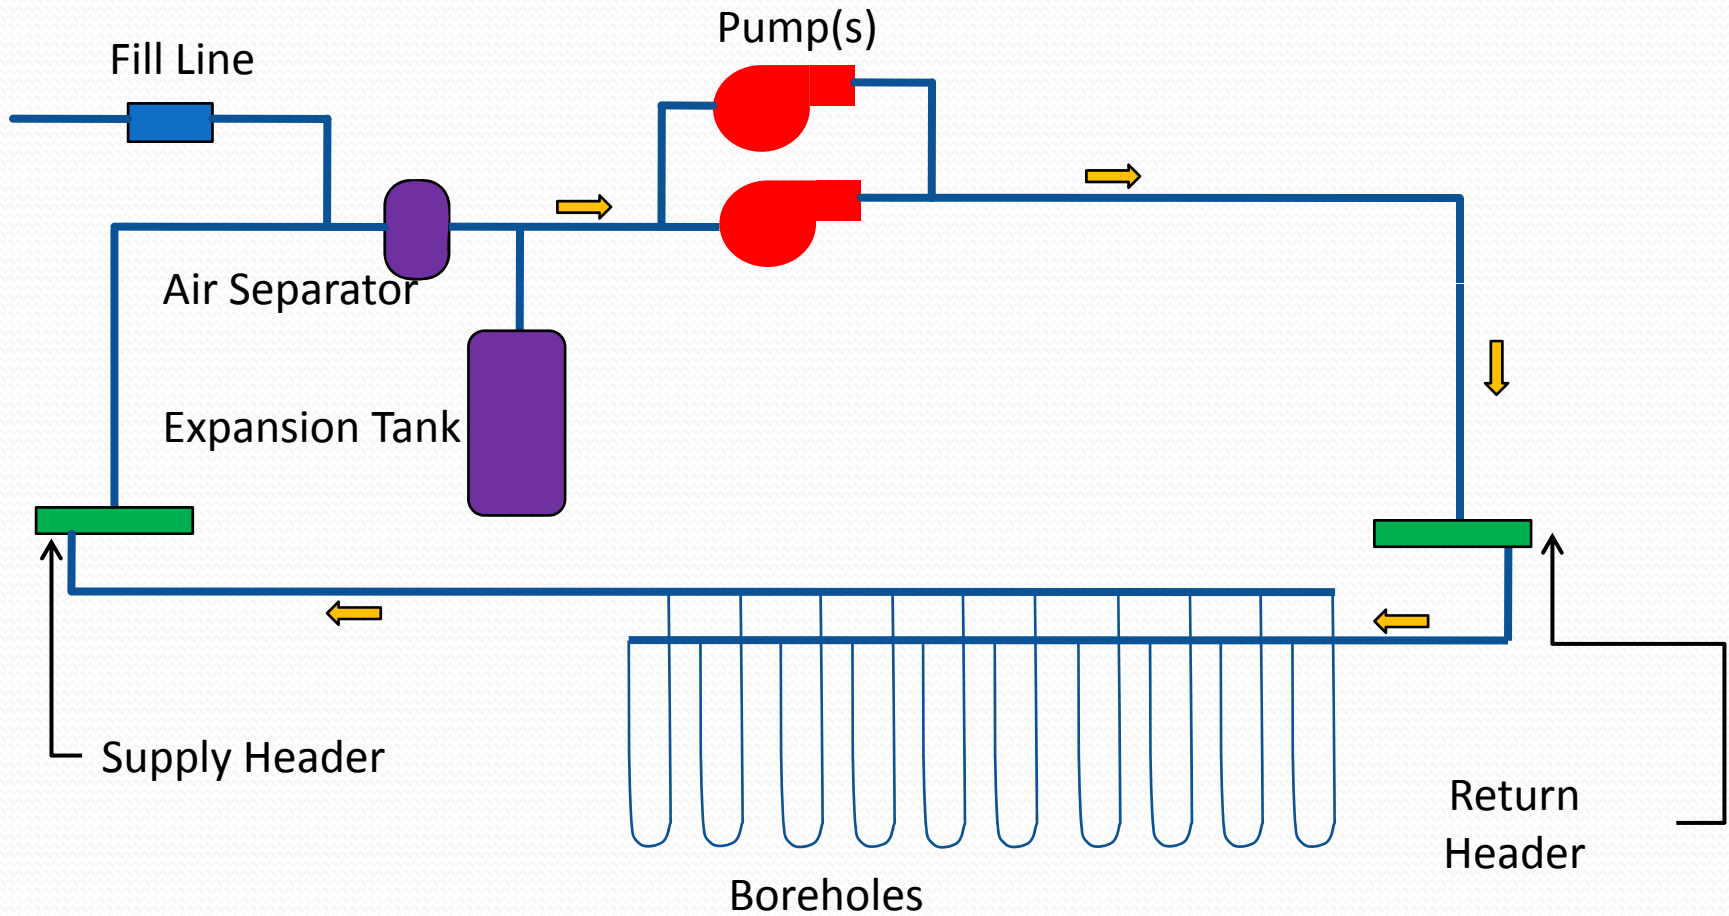 Pump(s)
Fill Line
Air Separator
Expansion Tank
Supply Header
Return
Header
Boreholes